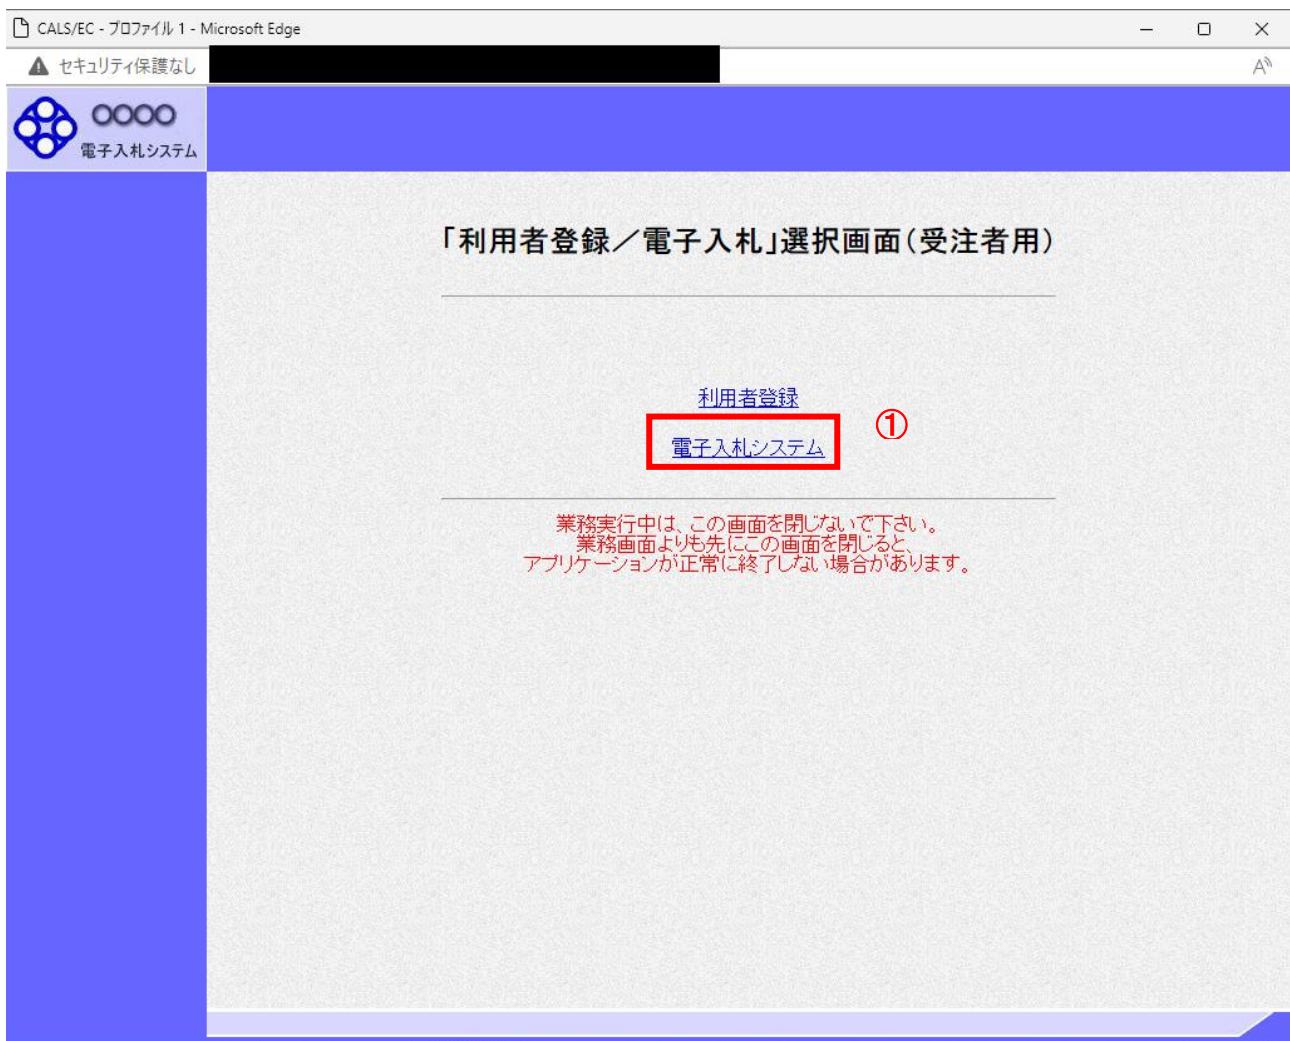 CALS/EC - プロファイル 1 - Microsoft Edge
セキュリティ保護なし
A
○○○○
電子入札システム
「利用者登録／電子入札」選択画面（受注者用）
利用者登録
①
電子入札システム
業務実行中は、この画面を閉じないで下さい。
業務画面よりも先にこの画面を閉じると、
アプリケーションが正常に終了しない場合があります。